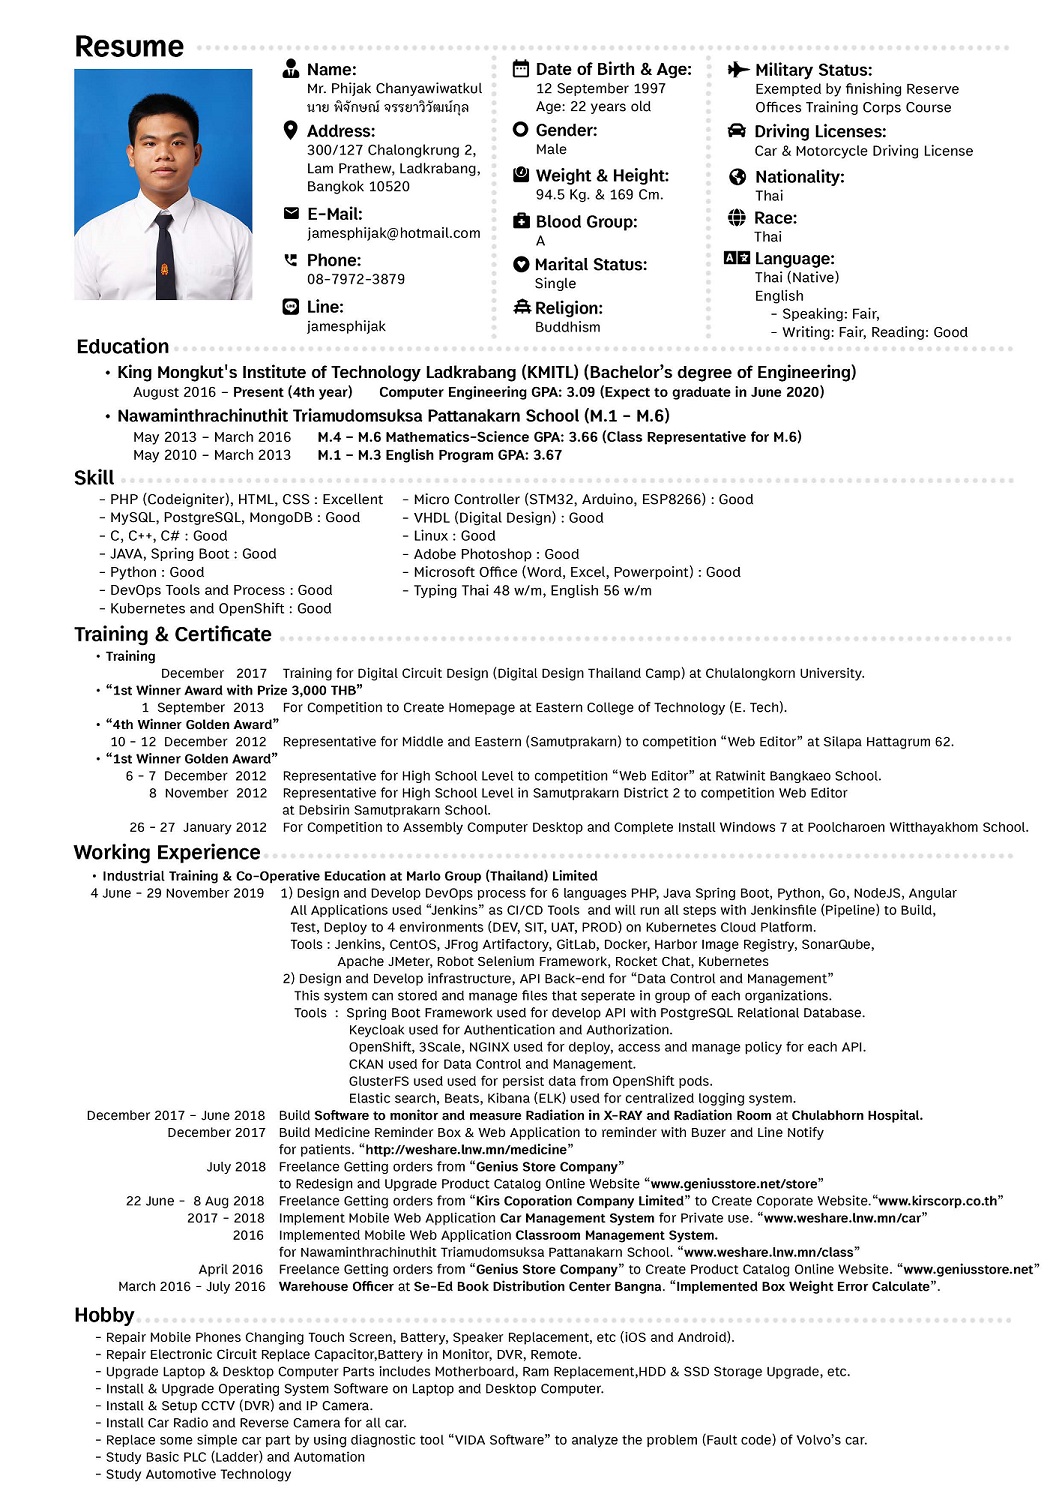 Resume
Name:
Mr. Phijak Chanyawiwatkul
นาย พิจักษณ์ จรรยาวิวัฒน์กุล
Address:
300/127 Chalongkrung 2,
Lam Prathew, Ladkrabang,
Bangkok 10520
E-Mail:
jamesphijak@hotmail.com
Phone:
08-7972-3879
Line:
jamesphijak
Date of Birth & Age:
12 September 1997
Age: 22 years old
Gender:
Male
Weight & Height:
94.5 Kg. & 169 Cm.
Blood Group:
A
Marital Status:
Single
Religion:
Buddhism
Military Status:
Exempted by finishing Reserve
Offices Training Corps Course
Driving Licenses:
Car & Motorcycle Driving License
Nationality:
Thai
Race:
Thai
Language:
Thai (Native)
English
- Speaking: Fair,
- Writing: Fair, Reading: Good
Education
• King Mongkut's Institute of Technology Ladkrabang (KMITL) (Bachelor's degree of Engineering)
August 2016 - Present (4th year) Computer Engineering GPA: 3.09 (Expect to graduate in June 2020)
• Nawaminthrachinuthit Triamudomsuksa Pattanakarn School (M.1 - M.6)
May 2013 - March 2016 M.4 - M.6 Mathematics-Science GPA: 3.66 (Class Representative for M.6)
May 2010 - March 2013 M.1 - M.3 English Program GPA: 3.67
Skill
- PHP (Codeigniter), HTML, CSS : Excellent
- MySQL, PostgreSQL, MongoDB : Good
- C, C++, C# : Good
- JAVA, Spring Boot : Good
- Python : Good
- DevOps Tools and Process : Good
- Kubernetes and OpenShift : Good
- Micro Controller (STM32, Arduino, ESP8266) : Good
- VHDL (Digital Design) : Good
- Linux : Good
- Adobe Photoshop : Good
- Microsoft Office (Word, Excel, Powerpoint) : Good
- Typing Thai 48 w/m, English 56 w/m
Training & Certificate
• Training
December 2017 Training for Digital Circuit Design (Digital Design Thailand Camp) at Chulalongkorn University.
• “1st Winner Award with Prize 3,000 THB”
1 September 2013 For Competition to Create Homepage at Eastern College of Technology (E. Tech).
• “4th Winner Golden Award”
10 - 12 December 2012 Representative for Middle and Eastern (Samutprakarn) to competition “Web Editor” at Silapa Hattagrum 62.
• “1st Winner Golden Award”
6 - 7 December 2012 Representative for High School Level to competition “Web Editor” at Ratwinit Bangkaeo School.
8 November 2012 Representative for High School Level in Samutprakarn District 2 to competition Web Editor
at Debsirin Samutprakarn School.
26 - 27 January 2012 For Competition to Assembly Computer Desktop and Complete Install Windows 7 at Poolcharoen Witthayakhom School.
Working Experience
• Industrial Training & Co-Operative Education at Marlo Group (Thailand) Limited
4 June - 29 November 2019 1) Design and Develop DevOps process for 6 languages PHP, Java Spring Boot, Python, Go, NodeJS, Angular
All Applications used “Jenkins” as CI/CD Tools and will run all steps with Jenkinsfile (Pipeline) to Build,
Test, Deploy to 4 environments (DEV, SIT, UAT, PROD) on Kubernetes Cloud Platform.
Tools : Jenkins, CentOS, JFrog Artifactory, GitLab, Docker, Harbor Image Registry, SonarQube,
Apache JMeter, Robot Selenium Framework, Rocket Chat, Kubernetes
2) Design and Develop infrastructure, API Back-end for “Data Control and Management”
This system can stored and manage files that seperate in group of each organizations.
Tools : Spring Boot Framework used for develop API with PostgreSQL Relational Database.
Keycloak used for Authentication and Authorization.
OpenShift, 3Scale, NGINX used for deploy, access and manage policy for each API.
CKAN used for Data Control and Management.
GlusterFS used used for persist data from OpenShift pods.
Elastic search, Beats, Kibana (ELK) used for centralized logging system.
December 2017 - June 2018 Build Software to monitor and measure Radiation in X-RAY and Radiation Room at Chulabhorn Hospital.
December 2017 Build Medicine Reminder Box & Web Application to reminder with Buzer and Line Notify
for patients. “http://weshare.lnw.mn/medicine”
July 2018 Freelance Getting orders from “Genius Store Company”
to Redesign and Upgrade Product Catalog Online Website “www.geniusstore.net/store”
22 June - 8 Aug 2018 Freelance Getting orders from “Kirs Coporation Company Limited” to Create Coporate Website.“www.kirscorp.co.th”
2017 - 2018 Implement Mobile Web Application Car Management System for Private use. “www.weshare.lnw.mn/car”
2016 Implemented Mobile Web Application Classroom Management System.
for Nawaminthrachinuthit Triamudomsuksa Pattanakarn School. “www.weshare.lnw.mn/class”
April 2016 Freelance Getting orders from “Genius Store Company” to Create Product Catalog Online Website. “www.geniusstore.net”
March 2016 - July 2016 Warehouse Officer at Se-Ed Book Distribution Center Bangna. “Implemented Box Weight Error Calculate”.
Hobby
- Repair Mobile Phones Changing Touch Screen, Battery, Speaker Replacement, etc (iOS and Android).
- Repair Electronic Circuit Replace Capacitor,Battery in Monitor, DVR, Remote.
- Upgrade Laptop & Desktop Computer Parts includes Motherboard, Ram Replacement,HDD & SSD Storage Upgrade, etc.
- Install & Upgrade Operating System Software on Laptop and Desktop Computer.
- Install & Setup CCTV (DVR) and IP Camera.
- Install Car Radio and Reverse Camera for all car.
- Replace some simple car part by using diagnostic tool “VIDA Software” to analyze the problem (Fault code) of Volvo's car.
- Study Basic PLC (Ladder) and Automation
- Study Automotive Technology